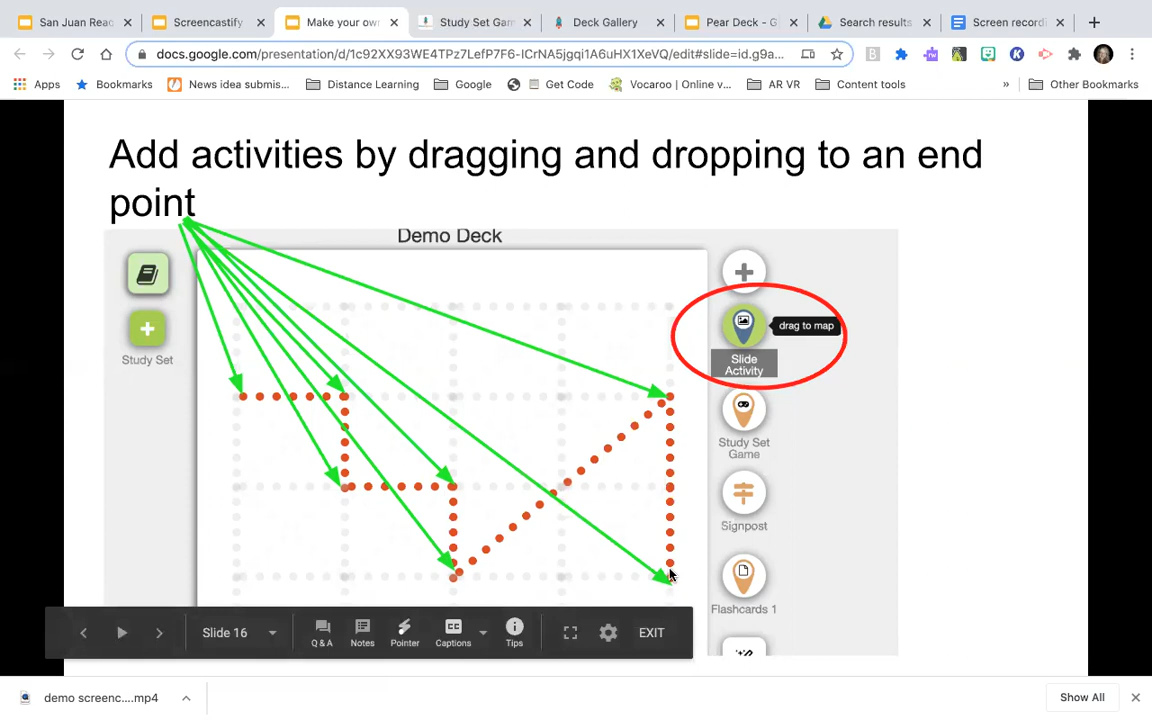 San Juan Read
Screencastify
Make your own
Study Set Gam
Deck Gallery
Pear Deck - G
Search results
Screen record
docs.google.com/presentation/d/1c92XX93WE4TPz7LefP7F6-ICrNA5jgqi1A6uHX1XeVQ/edit#slide=id.g9a...
Apps
Bookmarks
News idea submis...
Distance Learning
Google
Get Code
Vocaroo | Online v...
AR VR
Content tools
»
Other Bookmarks
Add activities by dragging and dropping to an end
point
Demo Deck
drag to map
Slide
Activity
Study Set
Study Set
Game
Signpost
Flashcards 1
Slide 16
Q & A
Notes
Pointer
CC
Captions
Tips
EXIT
demo screenc....mp4
Show All